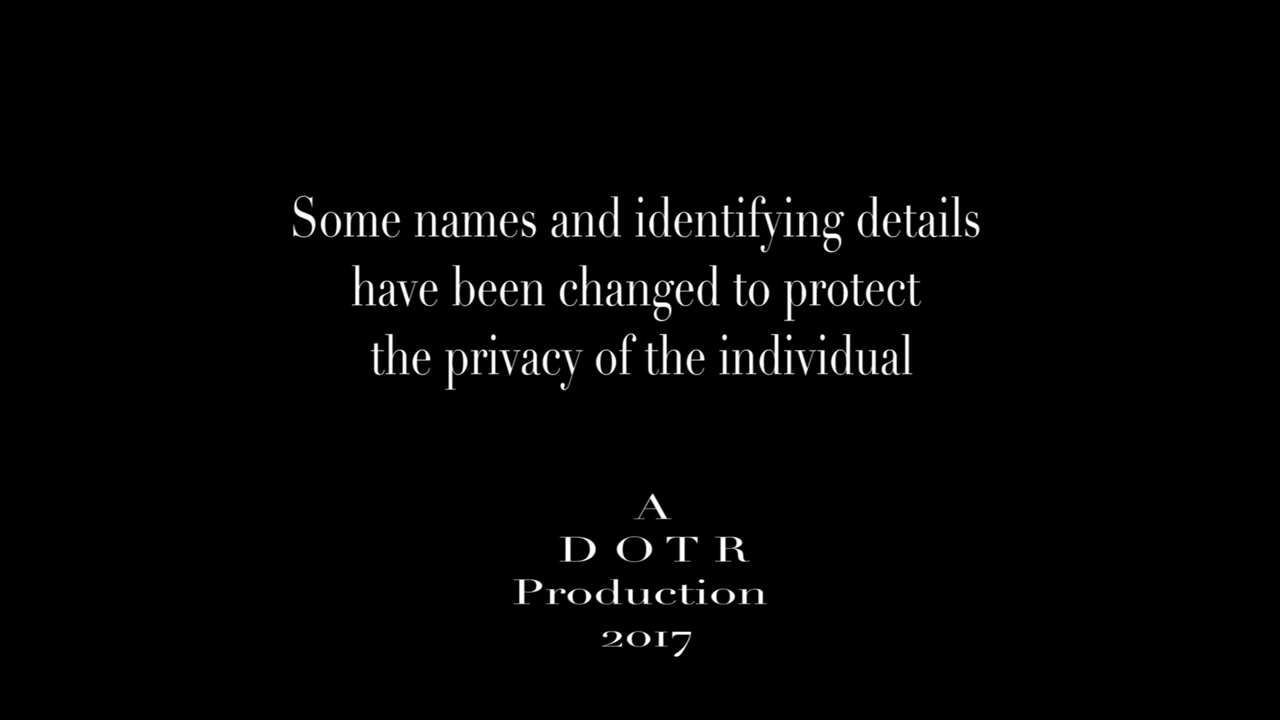 Some names and identifying details
have been changed to protect
the privacy of the individual
A
D O T R
Production
2017